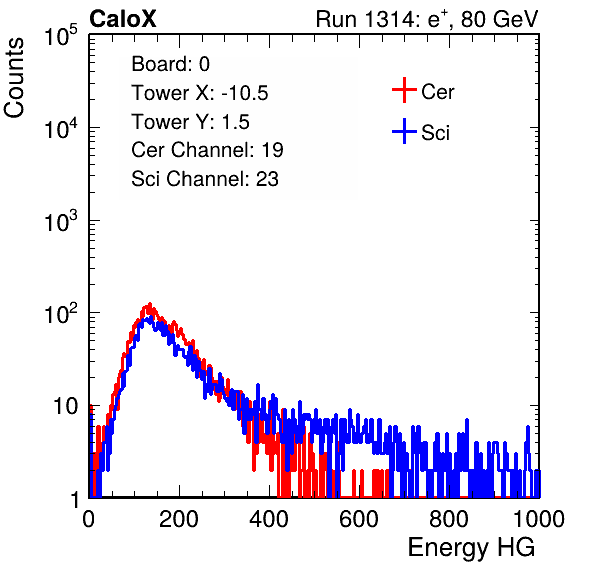 CaloX Run 1314: e⁺, 80 GeV
Counts
Board: 0
Tower X: -10.5
Tower Y: 1.5
Cer Channel: 19
Sci Channel: 23
Cer
Sci
10⁵
10⁴
10³
10²
10
1
0 200 400 600 800 1000
Energy HG